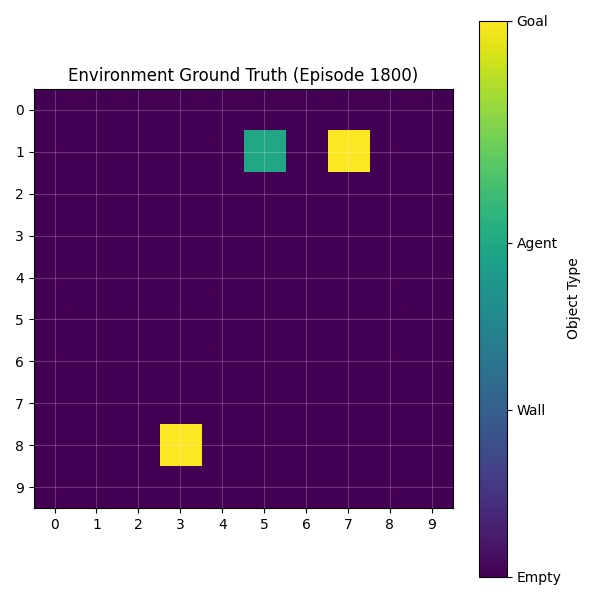 Environment Ground Truth (Episode 1800)
0
1
2
3
4
5
6
7
8
9
0 1 2 3 4 5 6 7 8 9
Goal
Agent
Wall
Empty
Object Type